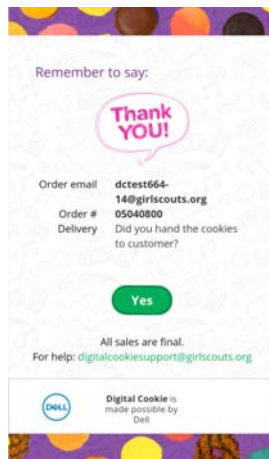 Remember to say:
Thank
YOU!
Order email dctest664-
14@girlscouts.org
Order # 05040800
Delivery Did you hand the cookies
to customer?
Yes
All sales are final.
For help: digitalcookiesupport@girlscouts.org
DELL
Digital Cookie is
made possible by
Dell